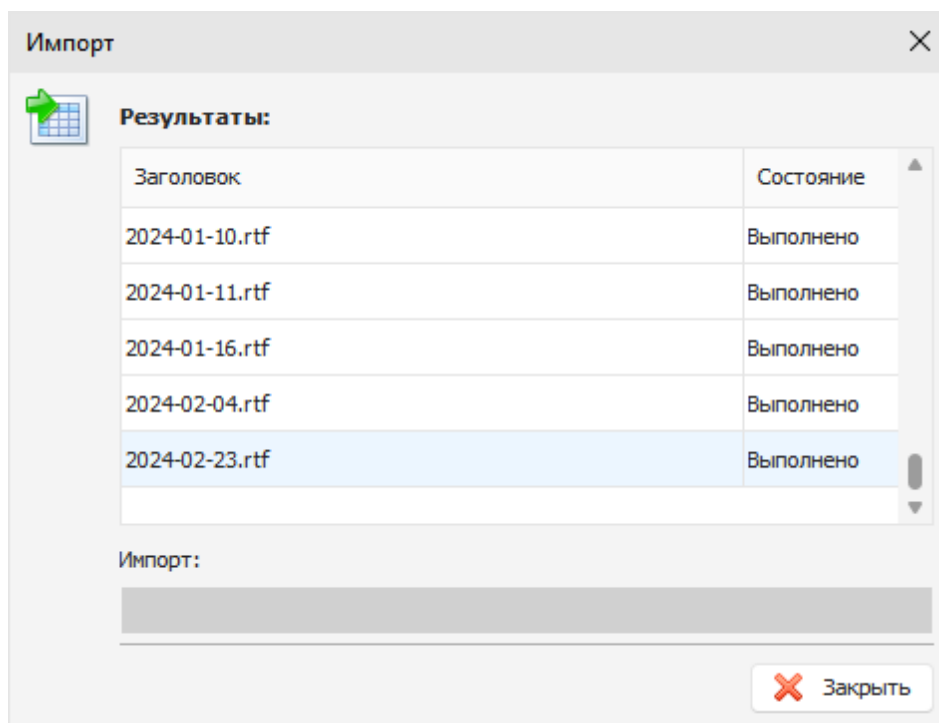 Импорт
Результаты:
Заголовок Состояние
2024-01-10.rtf Выполнено
2024-01-11.rtf Выполнено
2024-01-16.rtf Выполнено
2024-02-04.rtf Выполнено
2024-02-23.rtf Выполнено
Импорт:
Закрыть